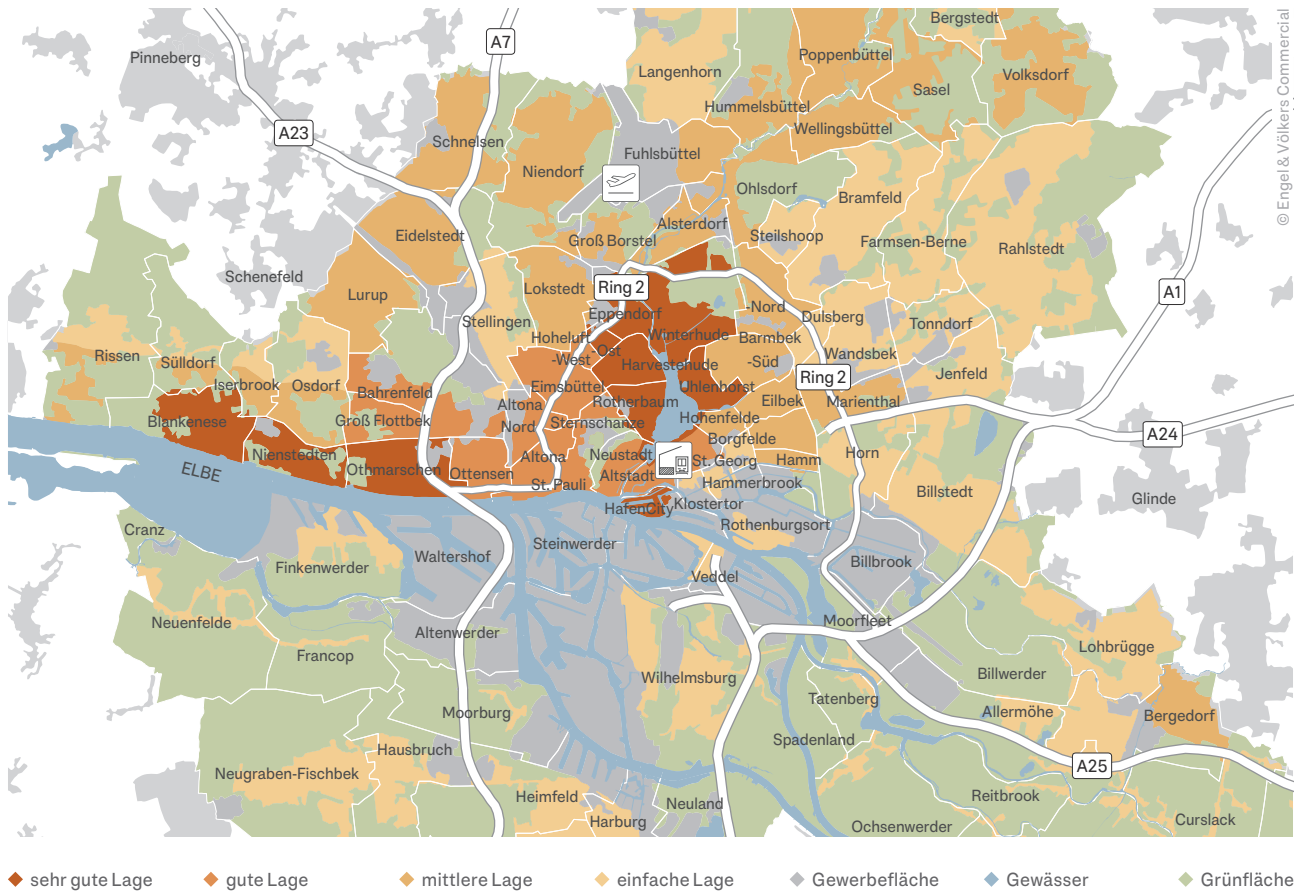 Bergstedt
Pinneberg
A7
Poppenbüttel
Langenhorn
Volksdorf
Sasel
Hummelsbüttel
A23
Wellingsbüttel
Schnelsen
Fuhlsbüttel
Niendorf
Ohlsdorf
Bramfeld
Alsterdorf
Eidelstedt
Groß Borstel
Steilshoop
Farmsen-Berne
Rahlstedt
Schenefeld
Lokstedt
Ring 2
A1
Lurup
-Nord
Eppendorf
Dulsberg
Stellingen
Tonndorf
Hoheluft
Winterhude
Barmbek
-Ost
Wandsbek
Rissen
-West
-Süd
Sülldorf
Harvestehude
Jenfeld
Iserbrook
Osdorf
Eimsbüttel
Uhlenhorst
Ring 2
Bahrenfeld
Rotherbaum
Eilbek
Marienthal
Altona
Nord
Blankenese
Groß Flottbek
Sternschanze
Hohenfelde
A24
Borgfelde
Nienstedten
Altona
Neustadt
St. Georg
Hamm
Horn
Othmarschen
Ottensen
Altstadt
ELBE
St. Pauli
Hammerbrook
Billstedt
Glinde
HafenCity
Klostertor
Rothenburgsort
Cranz
Steinwerder
Waltershof
Billbrook
Finkenwerder
Veddel
Neuenfelde
Moorfleet
Altenwerder
Lohbrügge
Francop
Wilhelmsburg
Billwerder
Tatenberg
Moorburg
Allermöhe
Bergedorf
Spadenland
Hausbruch
A25
Neugraben-Fischbek
Heimfeld
Reitbrook
Neuland
Harburg
Ochsenwerder
Curslack
© Engel & Völkers Commercial
sehr gute Lage
gute Lage
mittlere Lage
einfache Lage
Gewerbefläche
Gewässer
Grünfläche